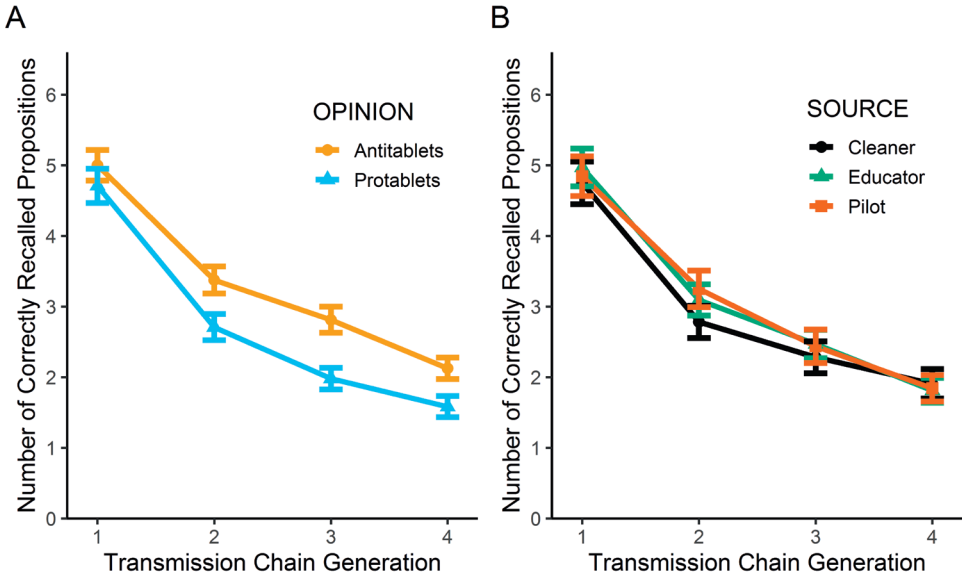 A
Number of Correctly Recalled Propositions
6
5
4
3
2
1
0
OPINION
Antitablets
Protablets
1 2 3 4
Transmission Chain Generation
B
Number of Correctly Recalled Propositions
6
5
4
3
2
1
0
SOURCE
Cleaner
Educator
Pilot
1 2 3 4
Transmission Chain Generation